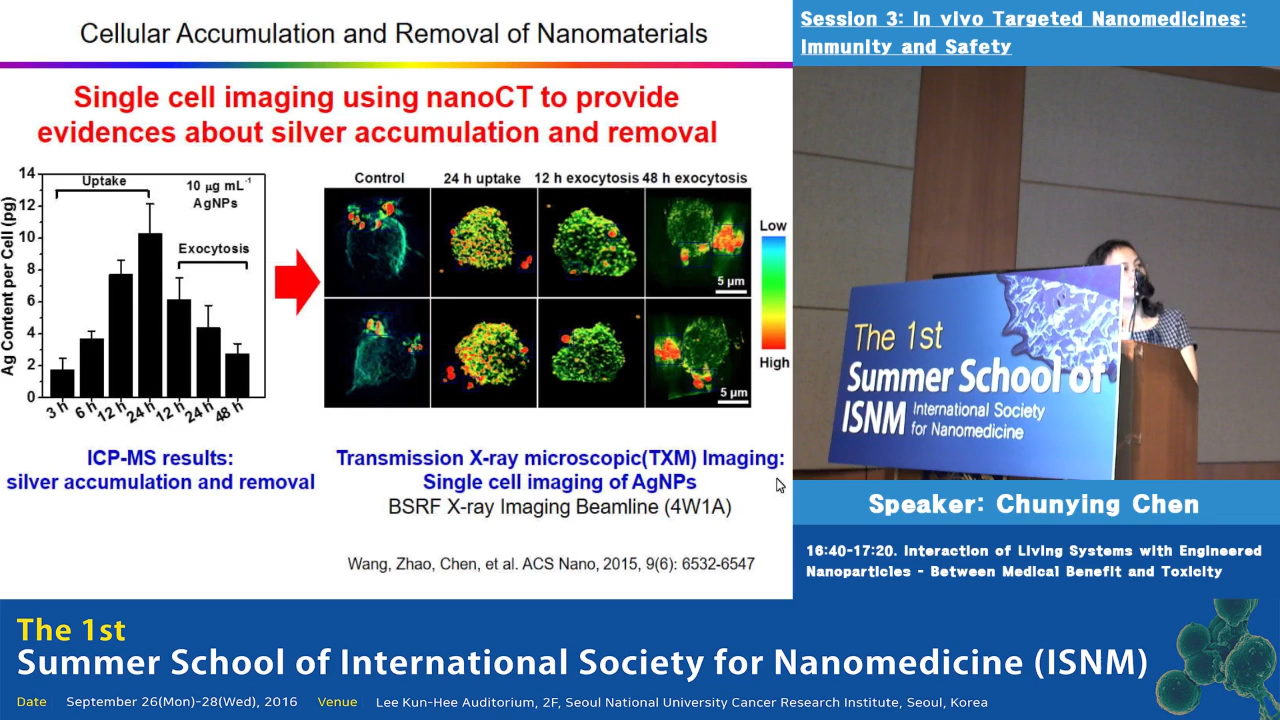 Cellular Accumulation and Removal of Nanomaterials
Single cell imaging using nanoCT to provide
evidences about silver accumulation and removal
Ag Content per Cell (pg)
14
12
10
8
6
4
2
0
Uptake
10 µg mL⁻¹
AgNPs
Exocytosis
3 h
6 h
12 h
24 h
12 h
24 h
48 h
Control
24 h uptake
12 h exocytosis
48 h exocytosis
5 µm
5 µm
Low
High
ICP-MS results:
silver accumulation and removal
Transmission X-ray microscopic(TXM) Imaging:
Single cell imaging of AgNPs
BSRF X-ray Imaging Beamline (4W1A)
Wang, Zhao, Chen, et al. ACS Nano, 2015, 9(6): 6532-6547
Session 3: In vivo Targeted Nanomedicines:
Immunity and Safety
The 1st
Summer School of
ISNM
International Society
for Nanomedicine
Speaker: Chunying Chen
16:40-17:20. Interaction of Living Systems with Engineered
Nanoparticles - Between Medical Benefit and Toxicity
The 1st
Summer School of International Society for Nanomedicine (ISNM)
Date September 26(Mon)-28(Wed), 2016 Venue Lee Kun-Hee Auditorium, 2F, Seoul National University Cancer Research Institute, Seoul, Korea